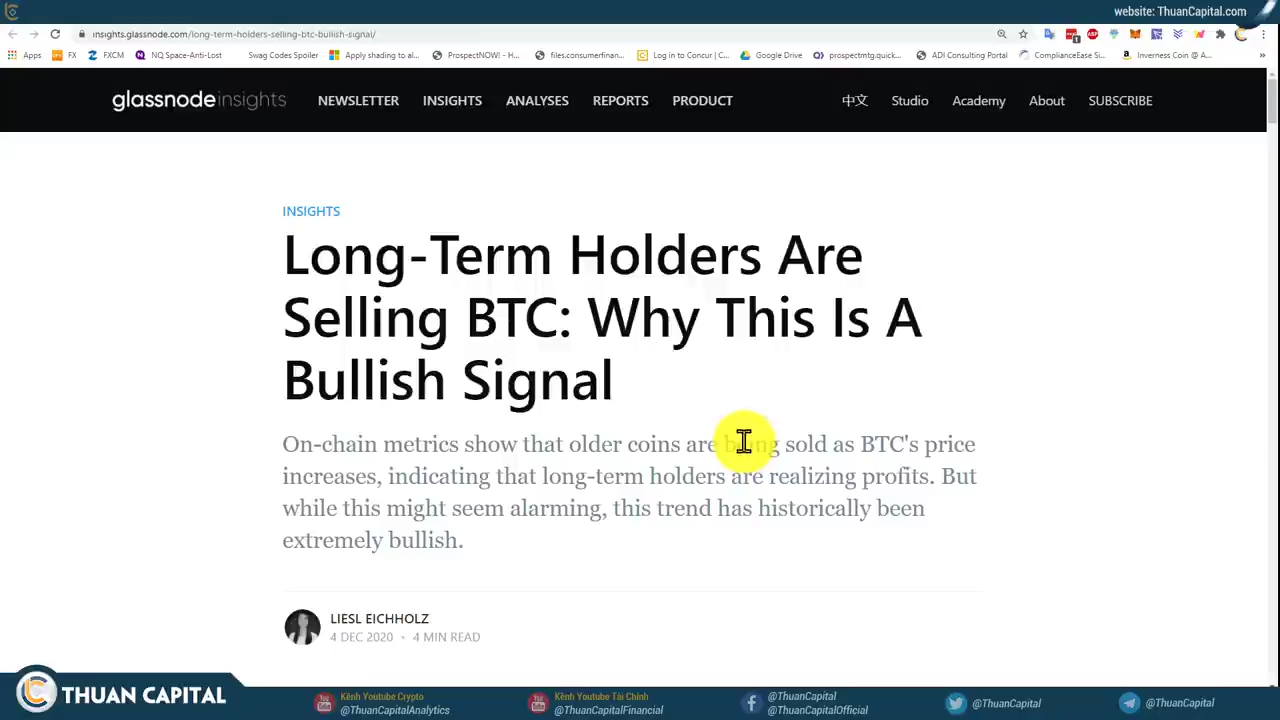 website: ThuanCapital.com
insights.glassnode.com/long-term-holders-selling-btc-bullish-signal/
Apps FX FXCM NQ Space-Anti-Lost Swag Codes Spoiler Apply shading to al... ProspectNOW! - H... files.consumerfinan... Log in to Concur | C... Google Drive prospectmtg.quick... ADI Consulting Portal ComplianceEase Si... Inverness Coin @ A... »
glassnodeinsights NEWSLETTER INSIGHTS ANALYSES REPORTS PRODUCT 中文 Studio Academy About SUBSCRIBE
INSIGHTS
Long-Term Holders Are
Selling BTC: Why This Is A
Bullish Signal
On-chain metrics show that older coins are being sold as BTC's price
increases, indicating that long-term holders are realizing profits. But
while this might seem alarming, this trend has historically been
extremely bullish.
LIESL EICHHOLZ
4 DEC 2020 • 4 MIN READ
THUAN CAPITAL
Kênh Youtube Crypto
@ThuanCapitalAnalytics
Kênh Youtube Tài Chính
@ThuanCapitalFinancial
@ThuanCapital
@ThuanCapitalOfficial
@ThuanCapital
@ThuanCapital